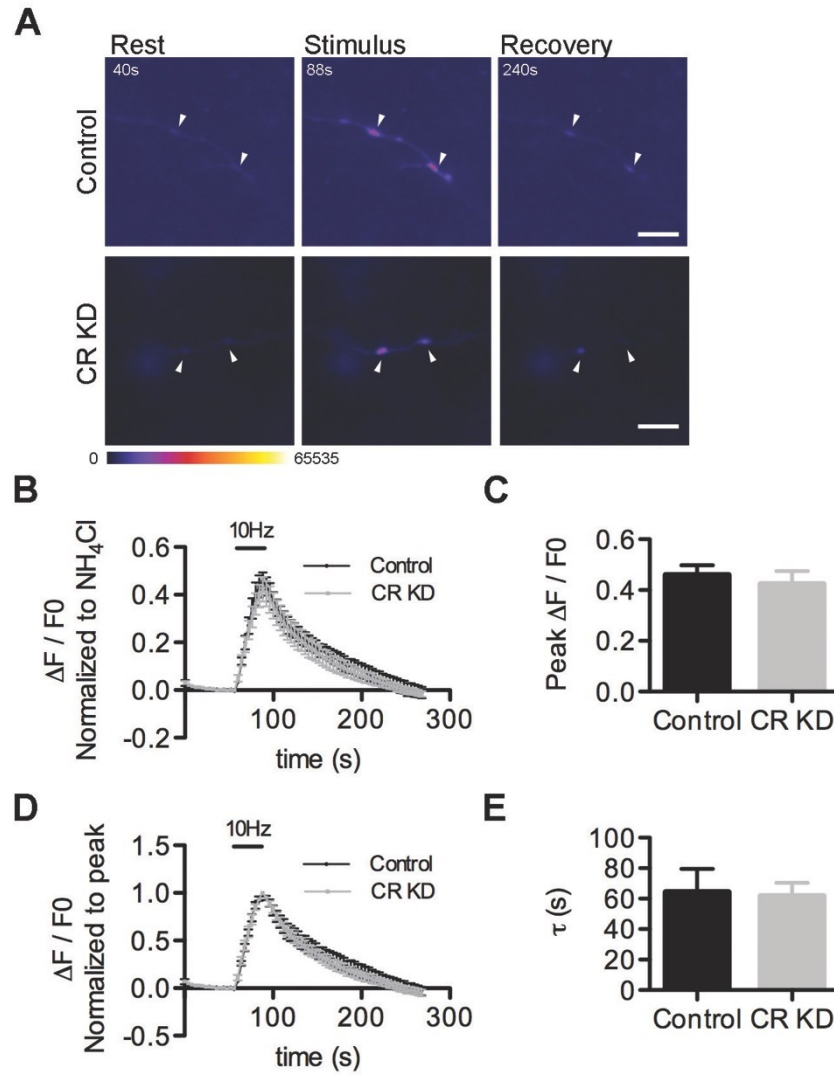 A
Rest Stimulus Recovery
40s 88s 240s
Control
CR KD
0 65535
B
10Hz
Control
CR KD
ΔF / F0
Normalized to NH₄Cl
0.6
0.4
0.2
0.0
-0.2
100 200 300
time (s)
C
Peak ΔF / F0
0.6
0.4
0.2
0.0
Control CR KD
D
10Hz
Control
CR KD
ΔF / F0
Normalized to peak
1.5
1.0
0.5
0.0
-0.5
100 200 300
time (s)
E
τ (s)
100
80
60
40
20
0
Control CR KD